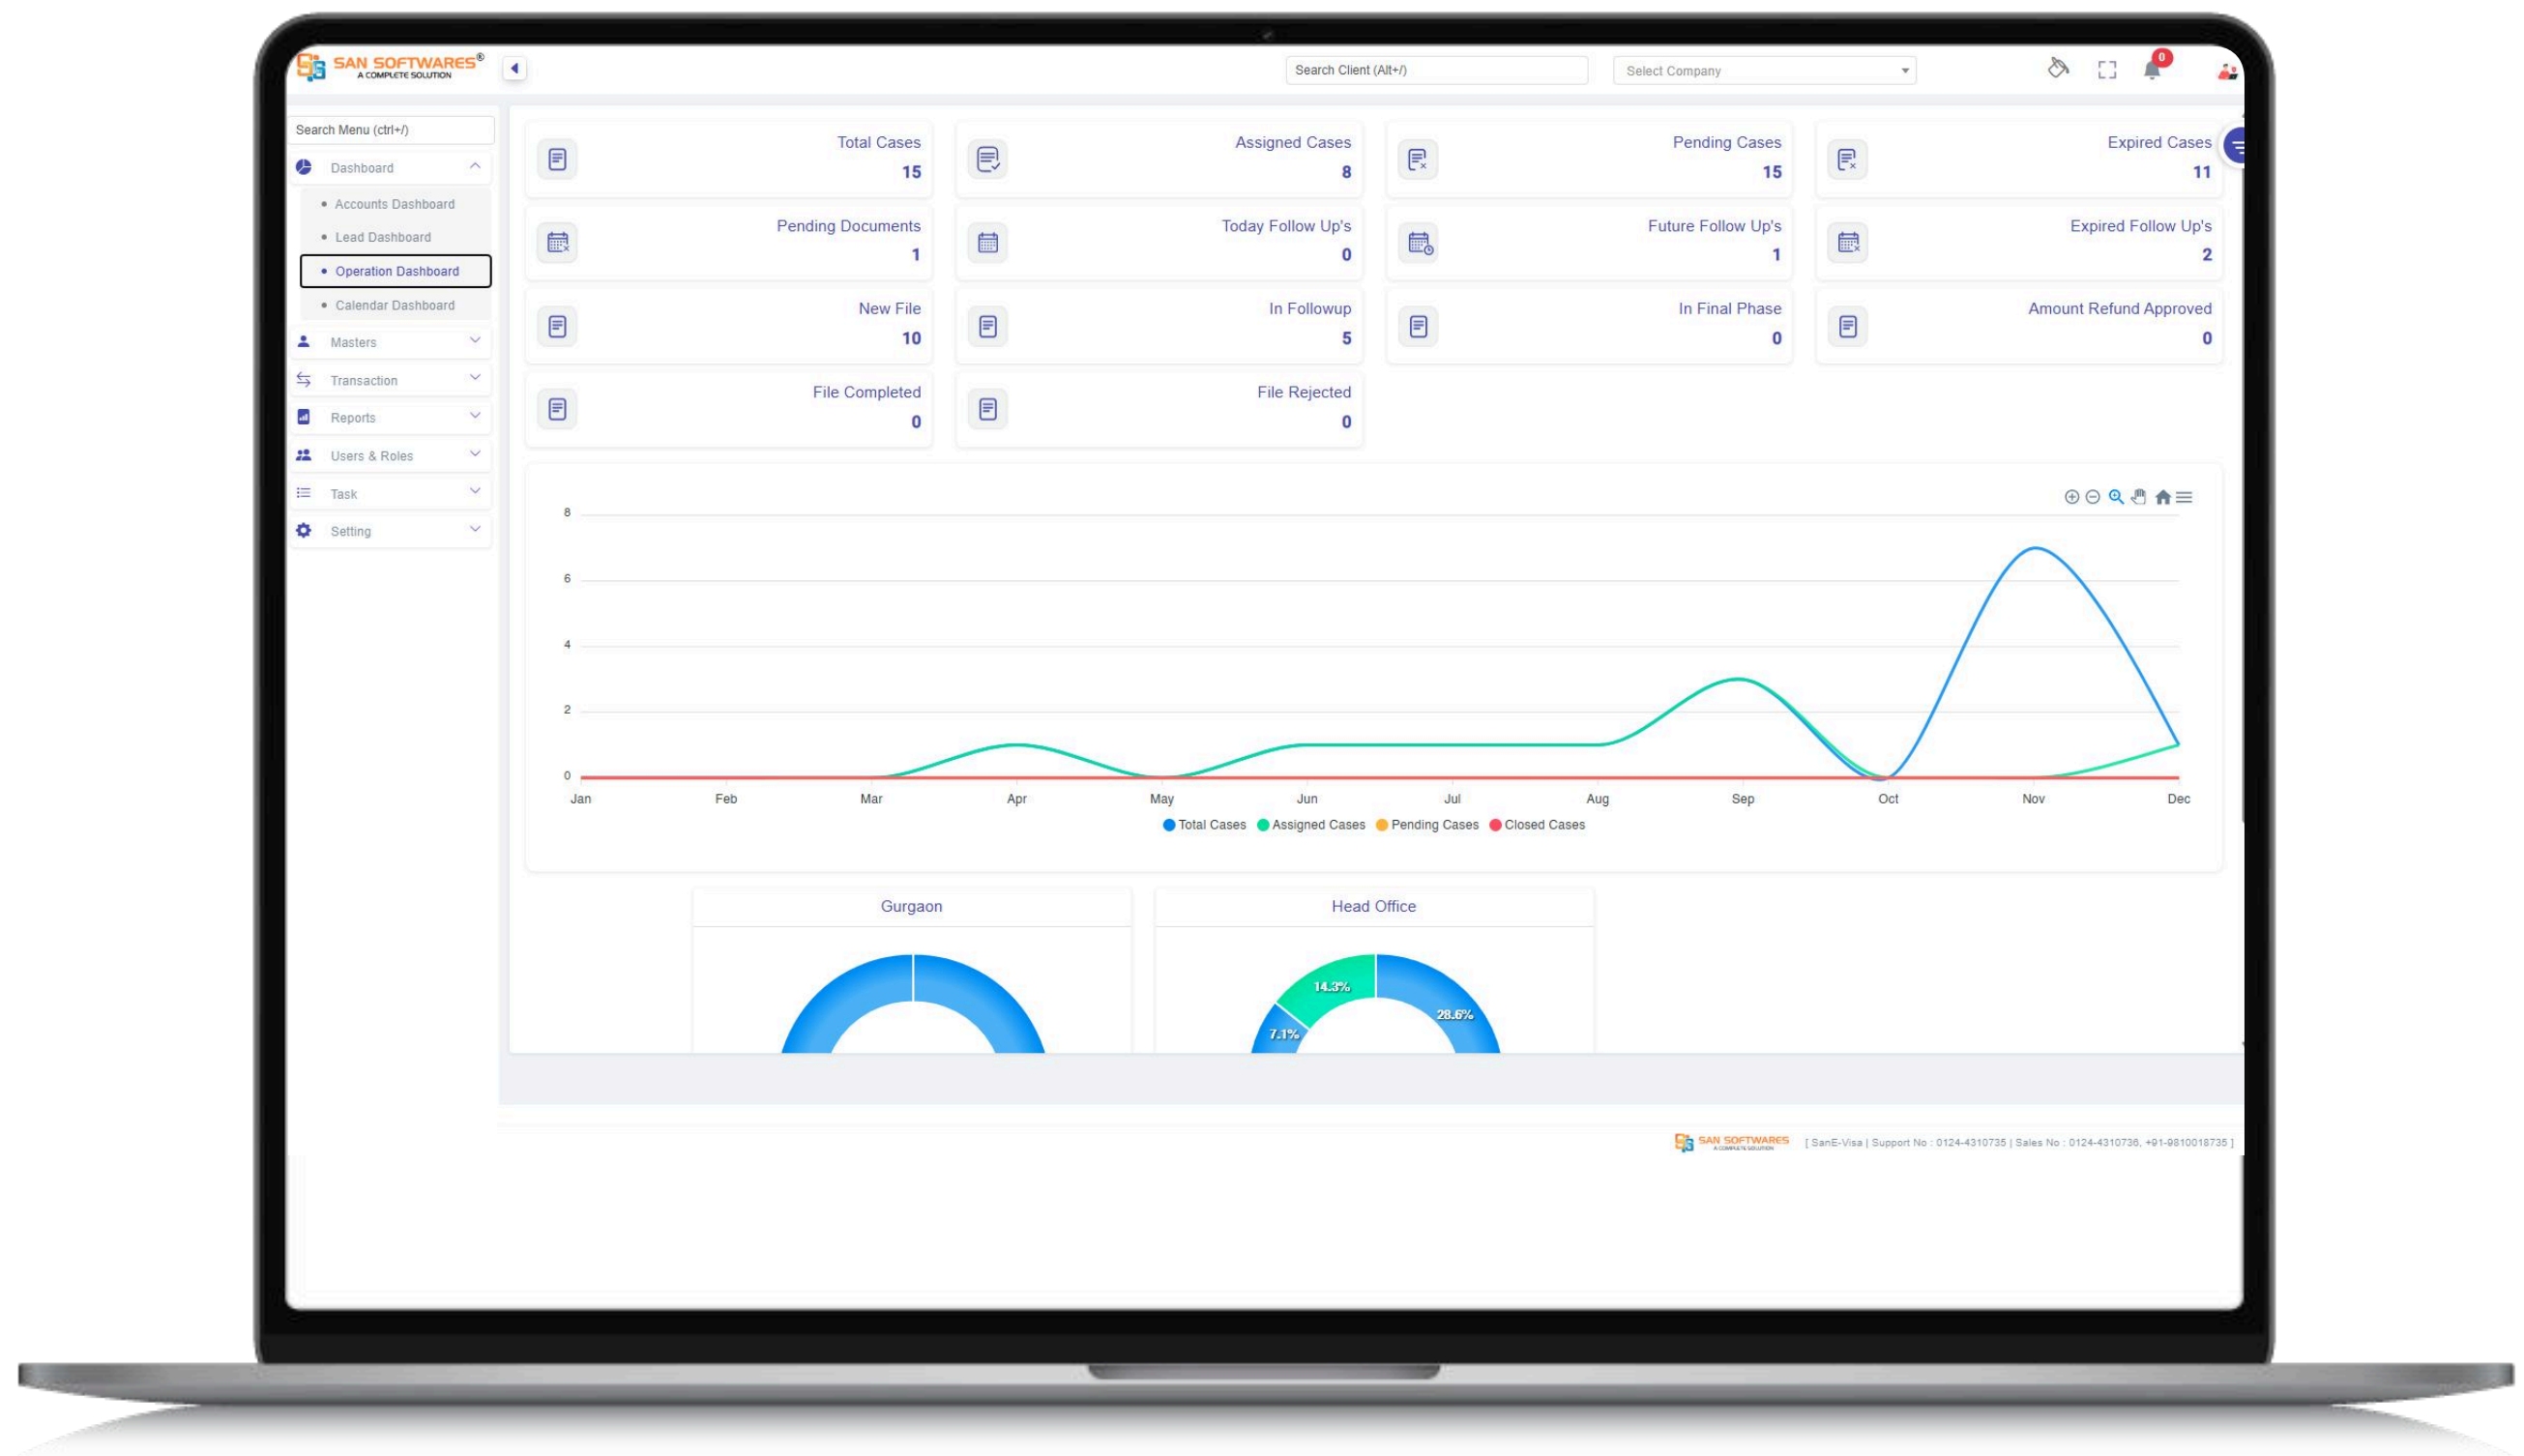 SAN SOFTWARES®
A COMPLETE SOLUTION
Search Client (Alt+/)
Select Company
0
Search Menu (ctrl+/)
Dashboard
Accounts Dashboard
Lead Dashboard
Operation Dashboard
Calendar Dashboard
Masters
Transaction
Reports
Users & Roles
Task
Setting
Total Cases
15
Assigned Cases
8
Pending Cases
15
Expired Cases
11
Pending Documents
1
Today Follow Up's
0
Future Follow Up's
1
Expired Follow Up's
2
New File
10
In Followup
5
In Final Phase
0
Amount Refund Approved
0
File Completed
0
File Rejected
0
8
6
4
2
0
Jan Feb Mar Apr May Jun Jul Aug Sep Oct Nov Dec
Total Cases Assigned Cases Pending Cases Closed Cases
Gurgaon
Head Office
14.3%
28.6%
7.1%
SAN SOFTWARES
A COMPLETE SOLUTION
[ SanE-Visa | Support No : 0124-4310735 | Sales No : 0124-4310736, +91-9810018735 ]